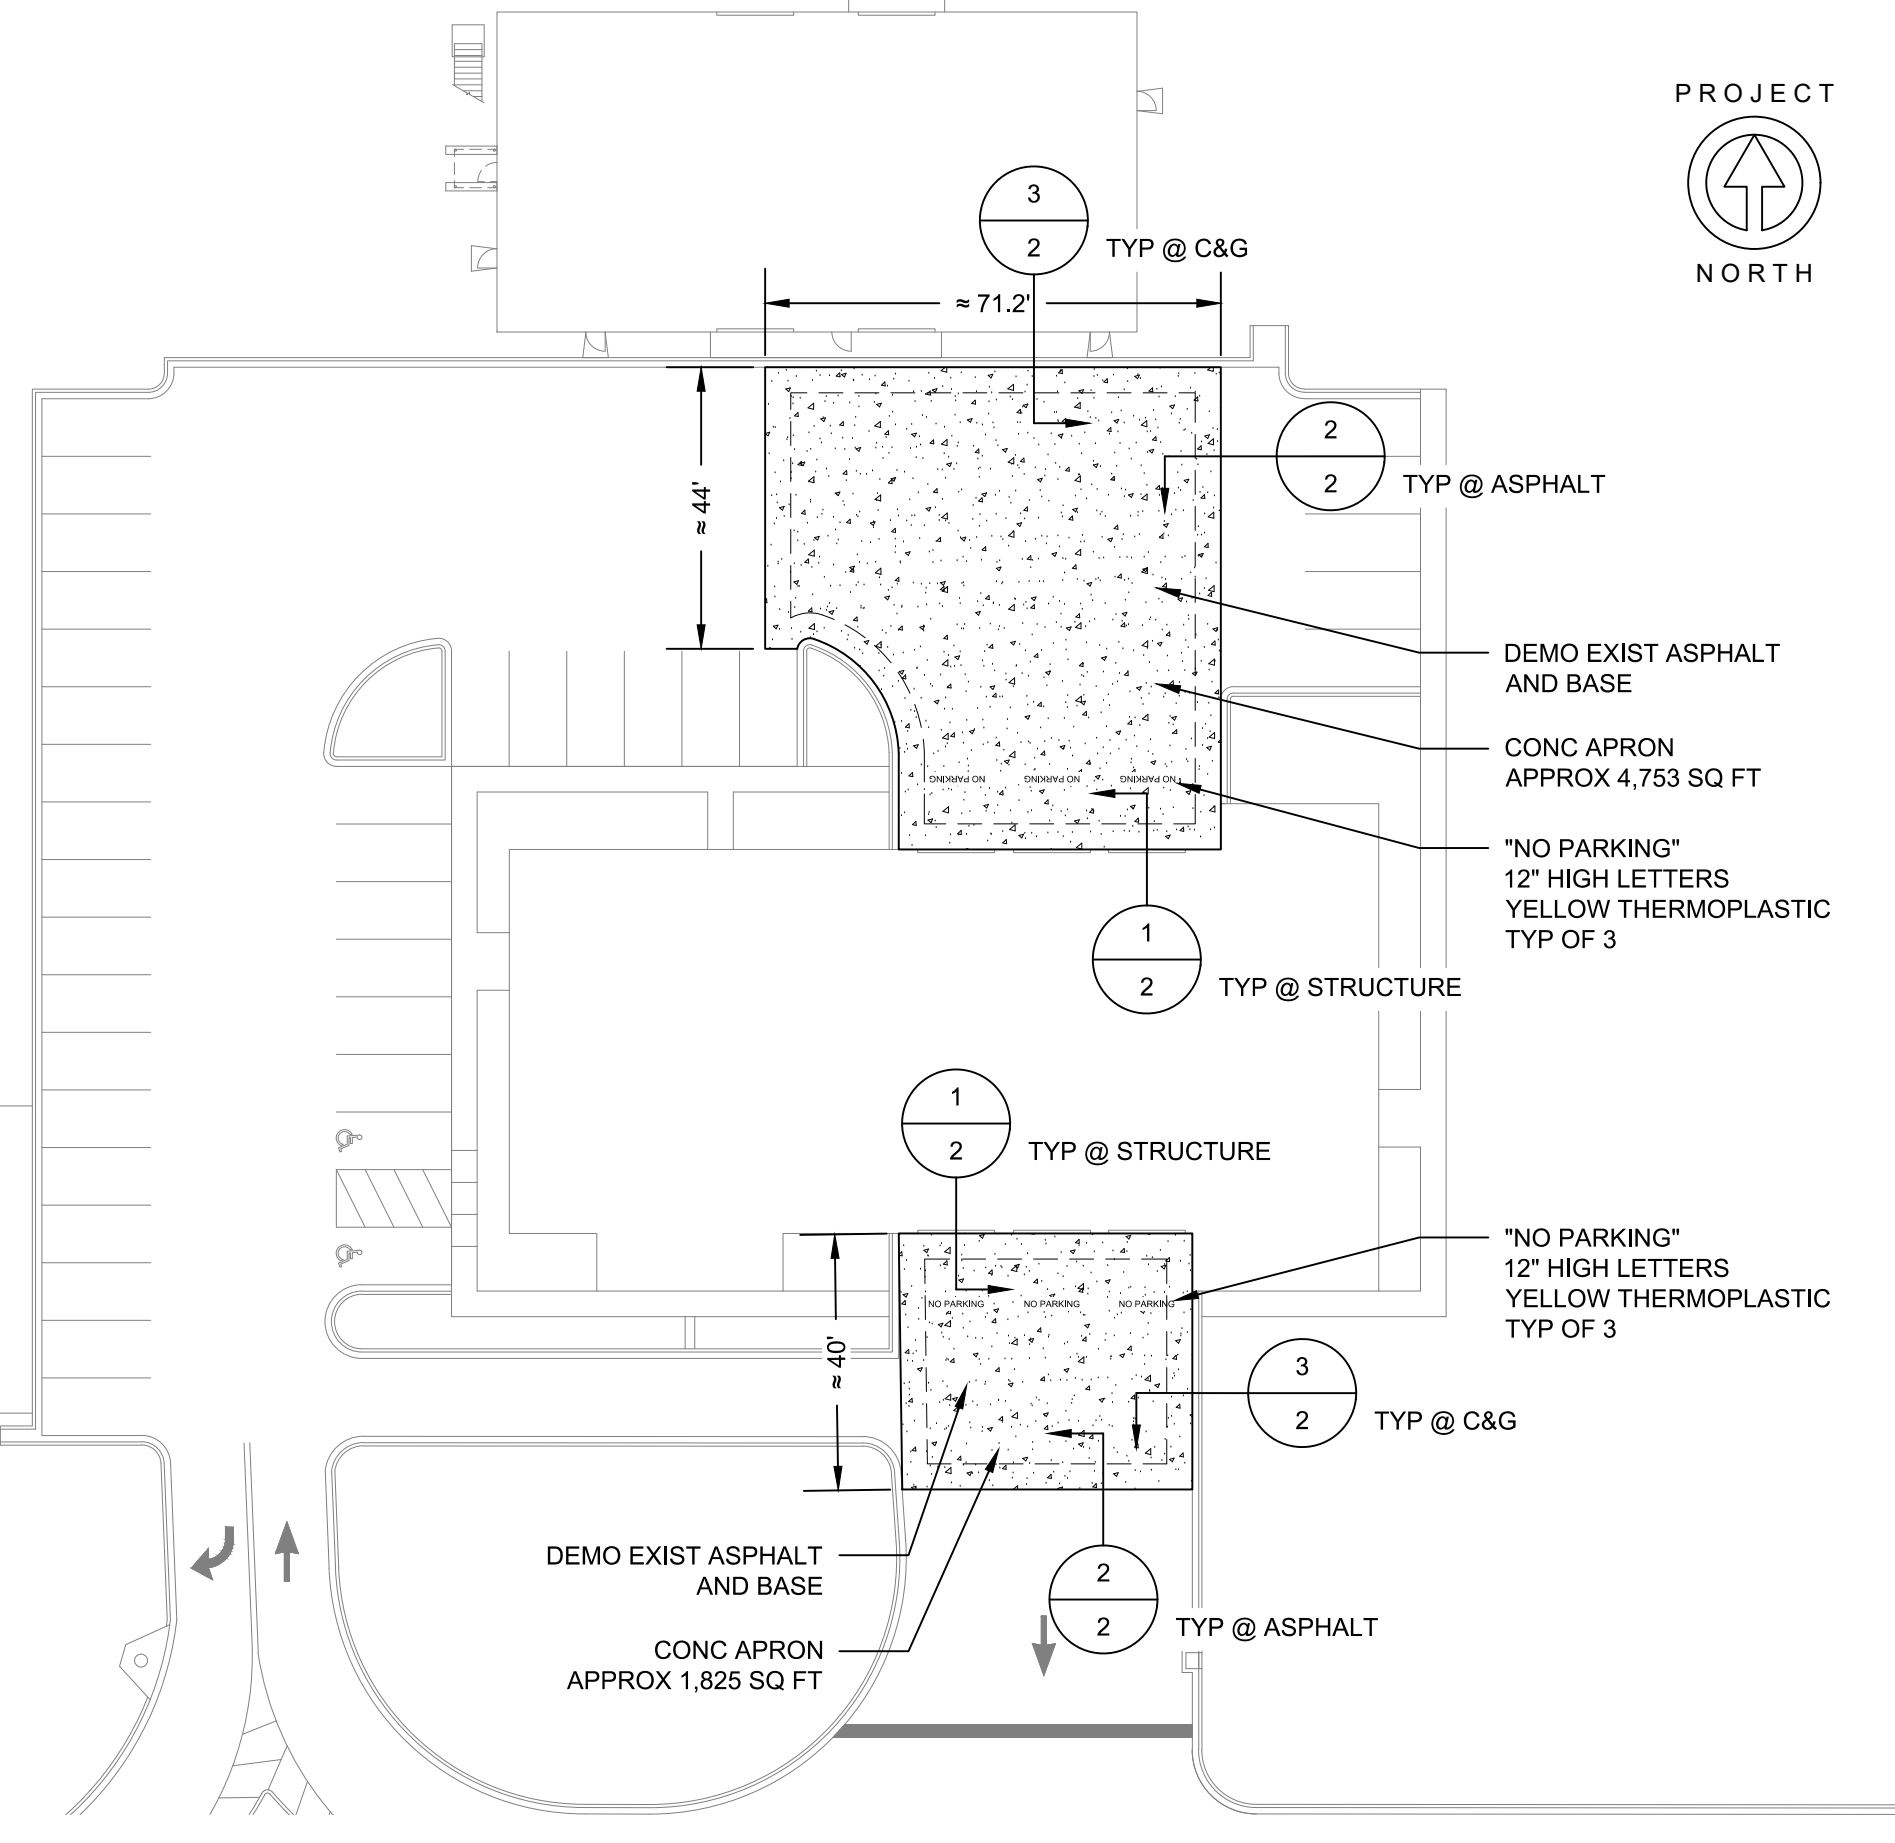 PROJECT
NORTH
3
2
TYP @ C&G
≈ 71.2'
≈ 44'
2
2
TYP @ ASPHALT
DEMO EXIST ASPHALT
AND BASE
CONC APRON
APPROX 4,753 SQ FT
NO PARKING
NO PARKING
NO PARKING
"NO PARKING"
12" HIGH LETTERS
YELLOW THERMOPLASTIC
TYP OF 3
1
2
TYP @ STRUCTURE
1
2
TYP @ STRUCTURE
"NO PARKING"
12" HIGH LETTERS
YELLOW THERMOPLASTIC
TYP OF 3
NO PARKING
NO PARKING
NO PARKING
≈ 40'
3
2
TYP @ C&G
DEMO EXIST ASPHALT
AND BASE
2
2
TYP @ ASPHALT
CONC APRON
APPROX 1,825 SQ FT